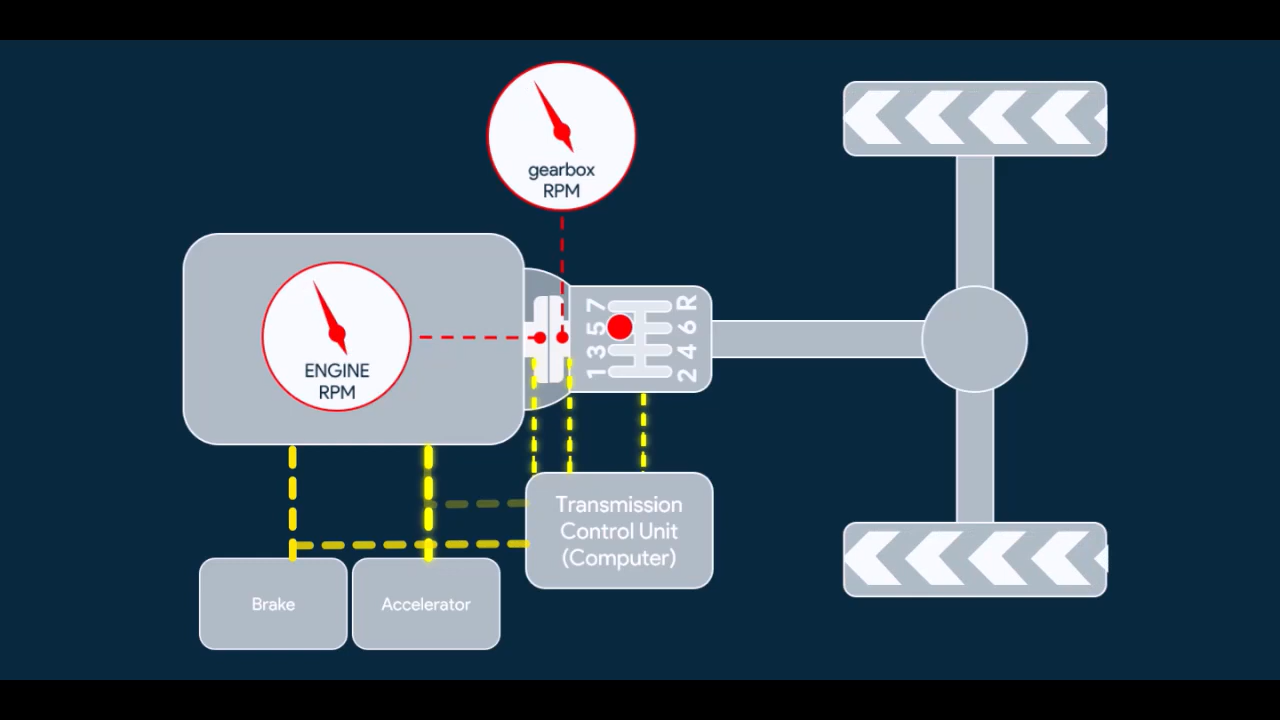 gearbox
RPM
ENGINE
RPM
1 3 5 7
2 4 6 R
Transmission
Control Unit
(Computer)
Brake
Accelerator